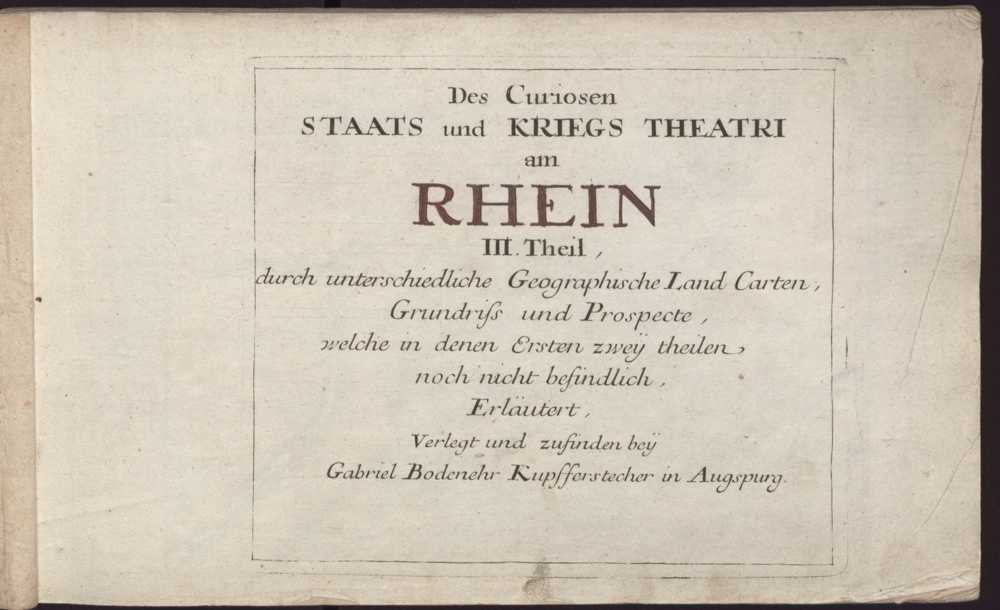 Des Curiosen
STAATS und KRIEGS THEATRI
am
RHEIN
III. Theil,
durch unterschiedliche Geographische Land Carten,
Grundriſs und Prospecte,
welche in denen Ersten zweÿ theilen,
noch nicht befindlich,
Erläutert,
Verlegt und zufinden beÿ
Gabriel Bodenehr Kupfferstecher in Augspurg.